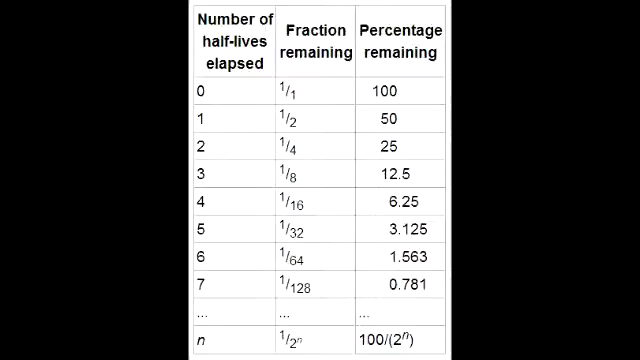 Number of half-lives elapsed	Fraction remaining	Percentage remaining
0	1/1	100
1	1/2	50
2	1/4	25
3	1/8	12.5
4	1/16	6.25
5	1/32	3.125
6	1/64	1.563
7	1/128	0.781
...	...	...
n	1/2ⁿ	100/(2ⁿ)